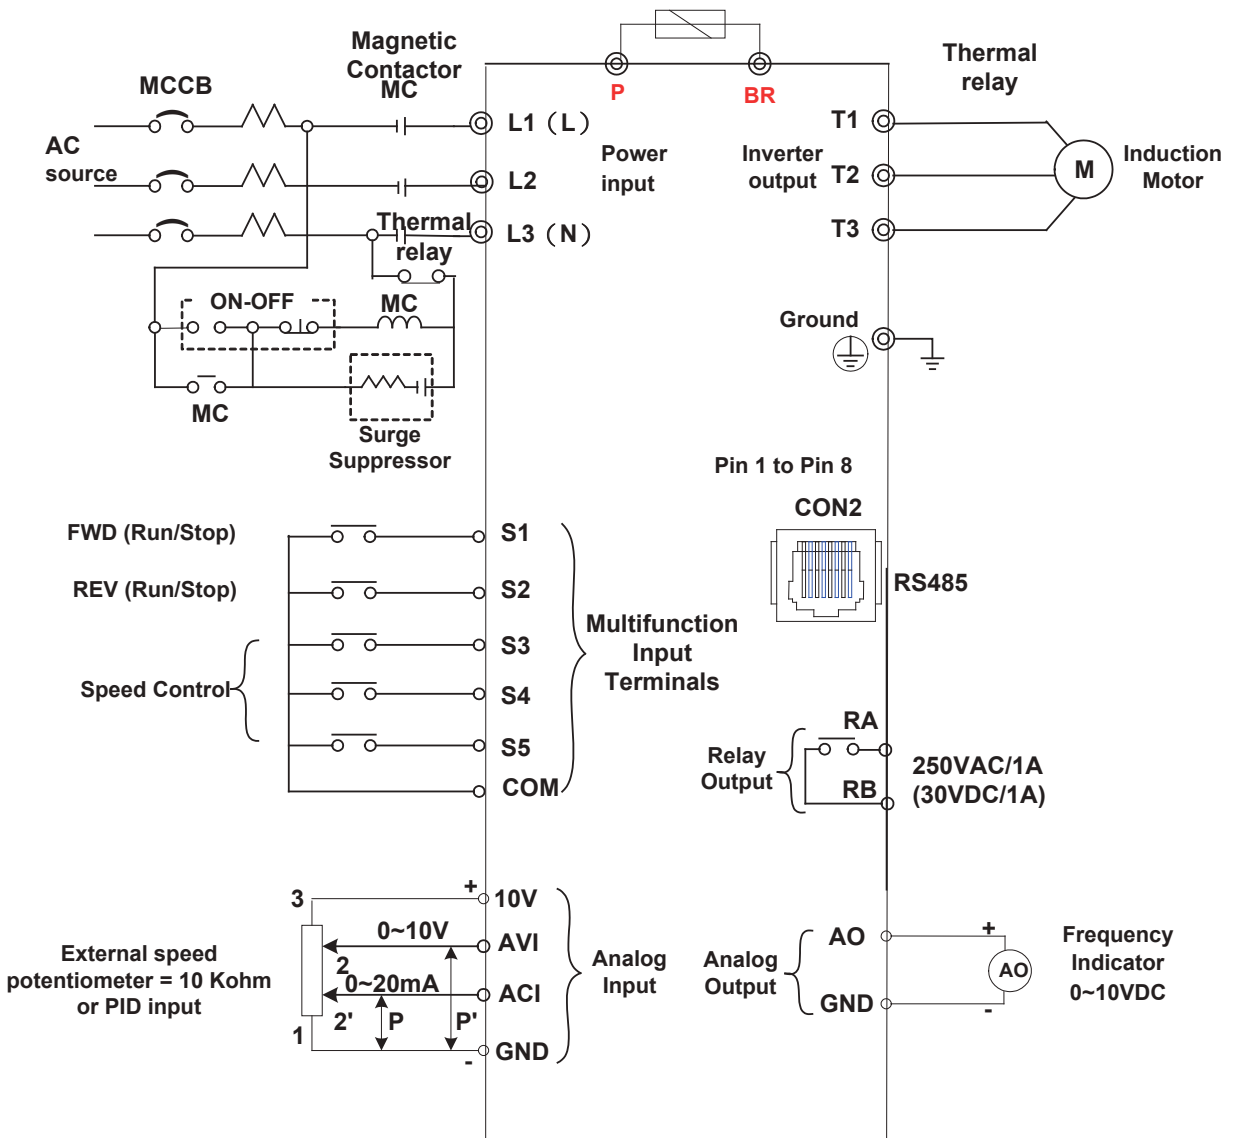 Magnetic
Contactor
MC
MCCB
AC
source
P
BR
L1 (L)
L2
L3 (N)
Power
input
Inverter
output
T1
T2
T3
Thermal
relay
M
Induction
Motor
Thermal
relay
ON-OFF
MC
MC
Surge
Suppressor
Ground
Pin 1 to Pin 8
CON2
RS485
FWD (Run/Stop)
REV (Run/Stop)
Speed Control
S1
S2
S3
S4
S5
COM
Multifunction
Input
Terminals
Relay
Output
RA
RB
250VAC/1A
(30VDC/1A)
External speed
potentiometer = 10 Kohm
or PID input
3
2
2'
1
+
0~10V
0~20mA
P
P'
-
10V
AVI
ACI
GND
Analog
Input
Analog
Output
AO
GND
+
AO
-
Frequency
Indicator
0~10VDC